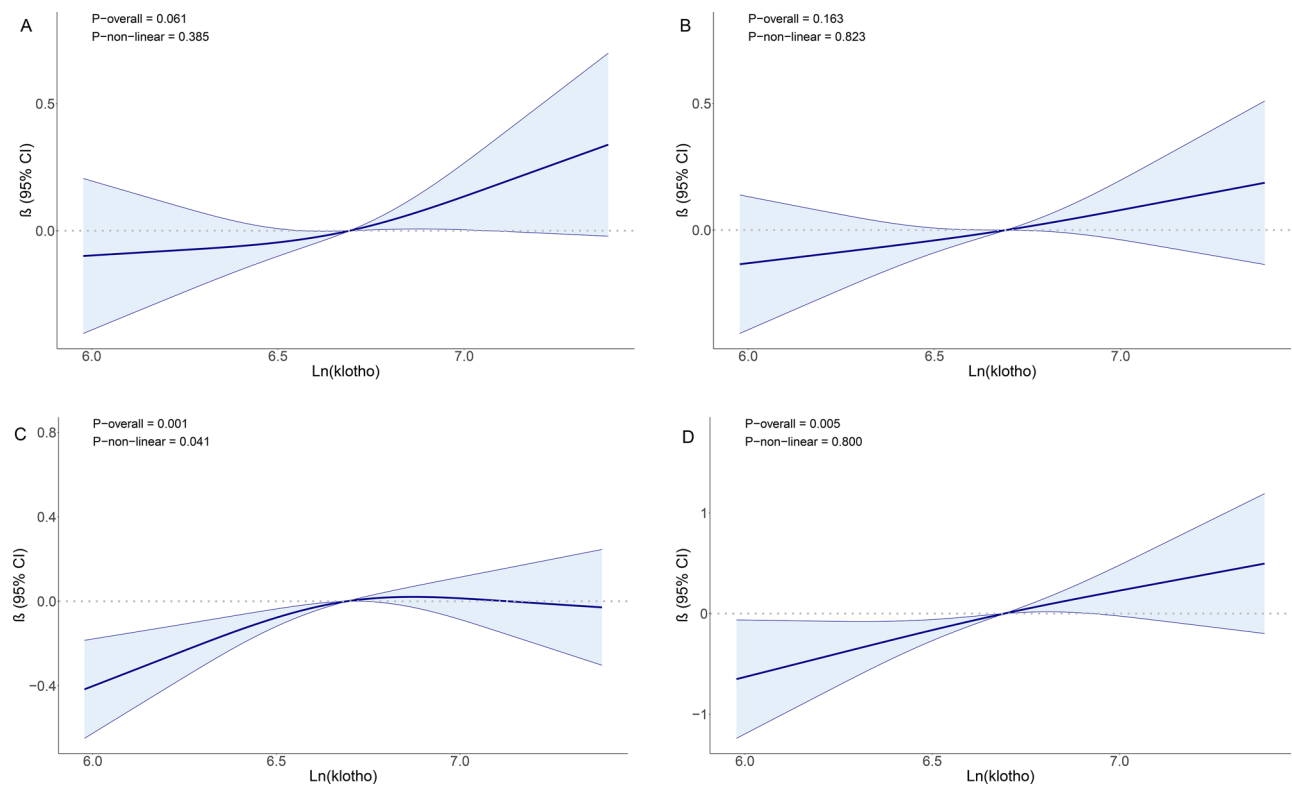 A
P-overall = 0.061
P-non-linear = 0.385
0.5
0.0
ß (95% CI)
6.0 6.5 7.0
Ln(klotho)
B
P-overall = 0.163
P-non-linear = 0.823
0.5
0.0
ß (95% CI)
6.0 6.5 7.0
Ln(klotho)
C
P-overall = 0.001
P-non-linear = 0.041
0.8
0.4
0.0
−0.4
ß (95% CI)
6.0 6.5 7.0
Ln(klotho)
D
P-overall = 0.005
P-non-linear = 0.800
1
0
−1
ß (95% CI)
6.0 6.5 7.0
Ln(klotho)